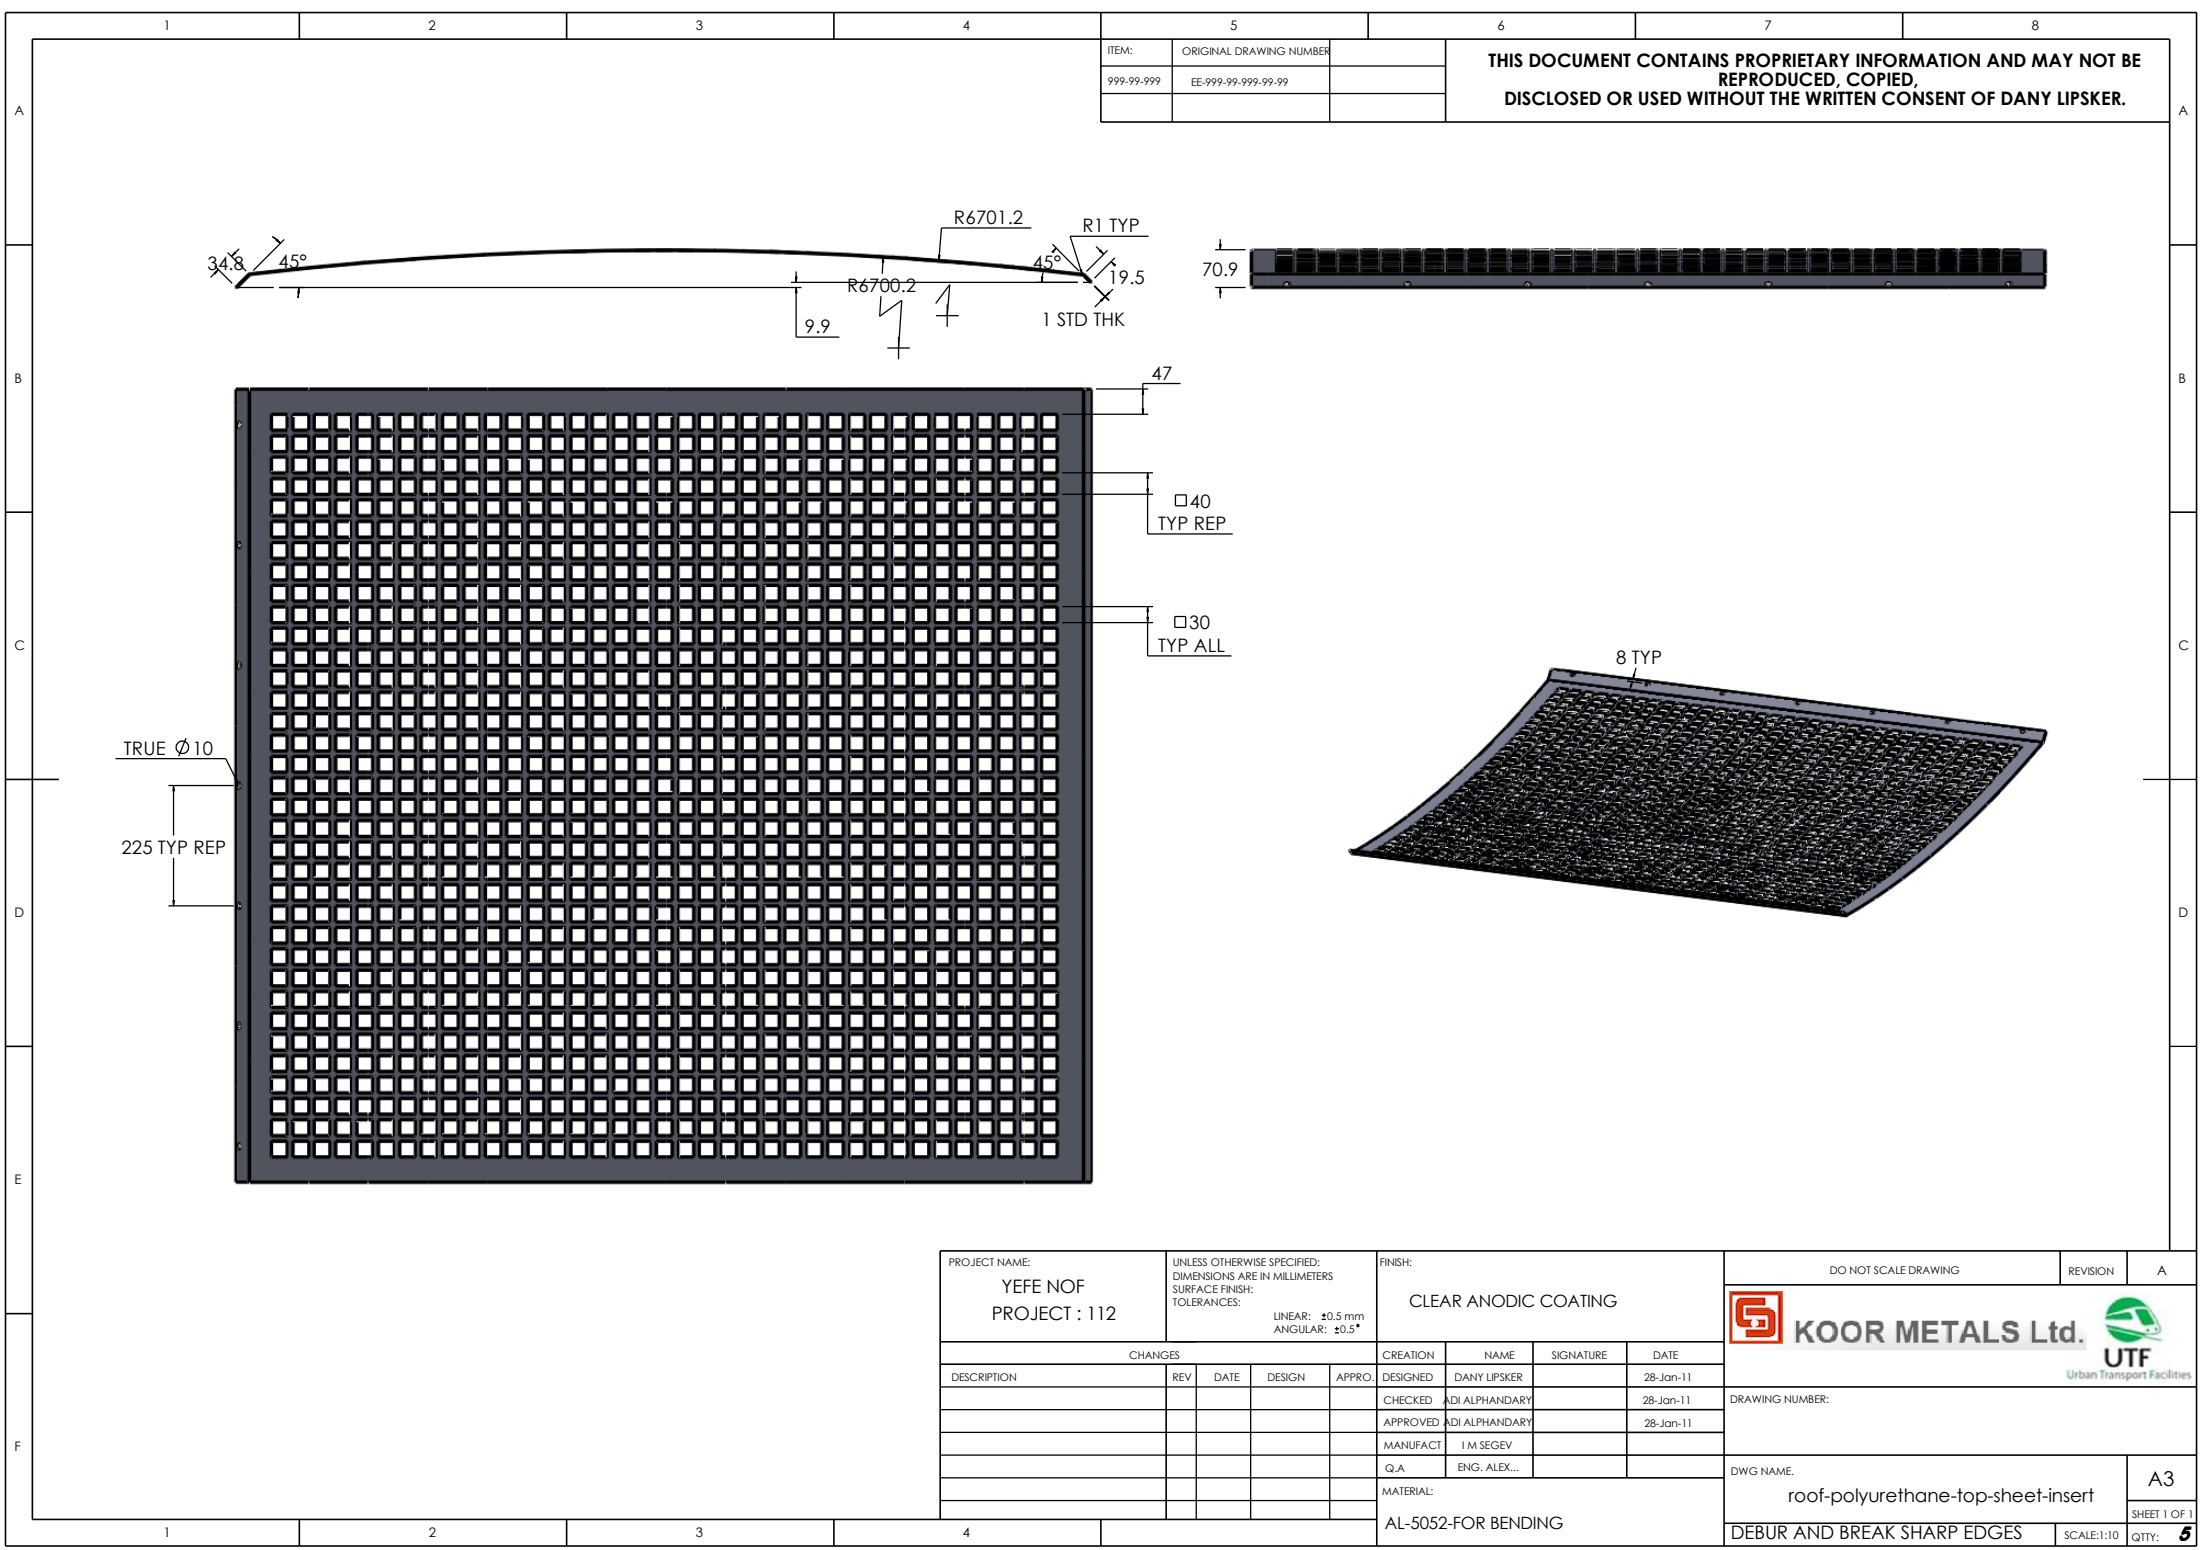 1 2 3 4 5 6 7 8
ITEM: ORIGINAL DRAWING NUMBER
999-99-999 EE-999-99-999-99-99
THIS DOCUMENT CONTAINS PROPRIETARY INFORMATION AND MAY NOT BE
REPRODUCED, COPIED,
DISCLOSED OR USED WITHOUT THE WRITTEN CONSENT OF DANY LIPSKER.
A A
R6701.2
R1 TYP
34.8 45° 45°
19.5
R6700.2
1 STD THK
9.9
70.9
B B
47
□40
TYP REP
□30
TYP ALL
C C
8 TYP
TRUE ⌀10
225 TYP REP
D D
E
F
PROJECT NAME:
YEFE NOF
PROJECT : 112
UNLESS OTHERWISE SPECIFIED:
DIMENSIONS ARE IN MILLIMETERS
SURFACE FINISH:
TOLERANCES:
LINEAR: ±0.5 mm
ANGULAR: ±0.5°
FINISH:
CLEAR ANODIC COATING
DO NOT SCALE DRAWING REVISION A
KOOR METALS Ltd.
UTF
Urban Transport Facilities
CHANGES
DESCRIPTION REV DATE DESIGN APPRO.
CREATION NAME SIGNATURE DATE
DESIGNED DANY LIPSKER 28-Jan-11
CHECKED ADI ALPHANDARY 28-Jan-11
APPROVED ADI ALPHANDARY 28-Jan-11
MANUFACT I M SEGEV
Q.A ENG. ALEX...
MATERIAL:
AL-5052-FOR BENDING
DRAWING NUMBER:
DWG NAME.
roof-polyurethane-top-sheet-insert
A3
SHEET 1 OF 1
DEBUR AND BREAK SHARP EDGES SCALE:1:10 QTTY: 5
1 2 3 4